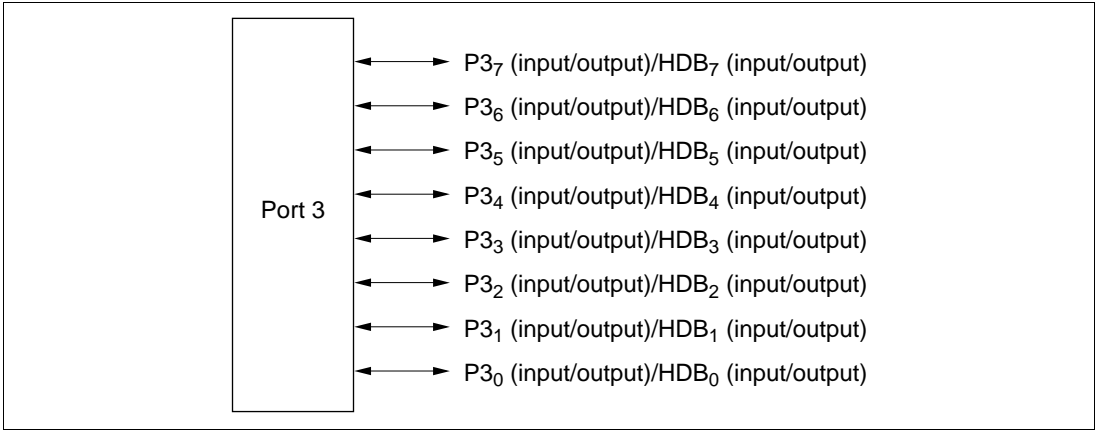 P3₇ (input/output)/HDB₇ (input/output)
P3₆ (input/output)/HDB₆ (input/output)
P3₅ (input/output)/HDB₅ (input/output)
P3₄ (input/output)/HDB₄ (input/output)
Port 3
P3₃ (input/output)/HDB₃ (input/output)
P3₂ (input/output)/HDB₂ (input/output)
P3₁ (input/output)/HDB₁ (input/output)
P3₀ (input/output)/HDB₀ (input/output)